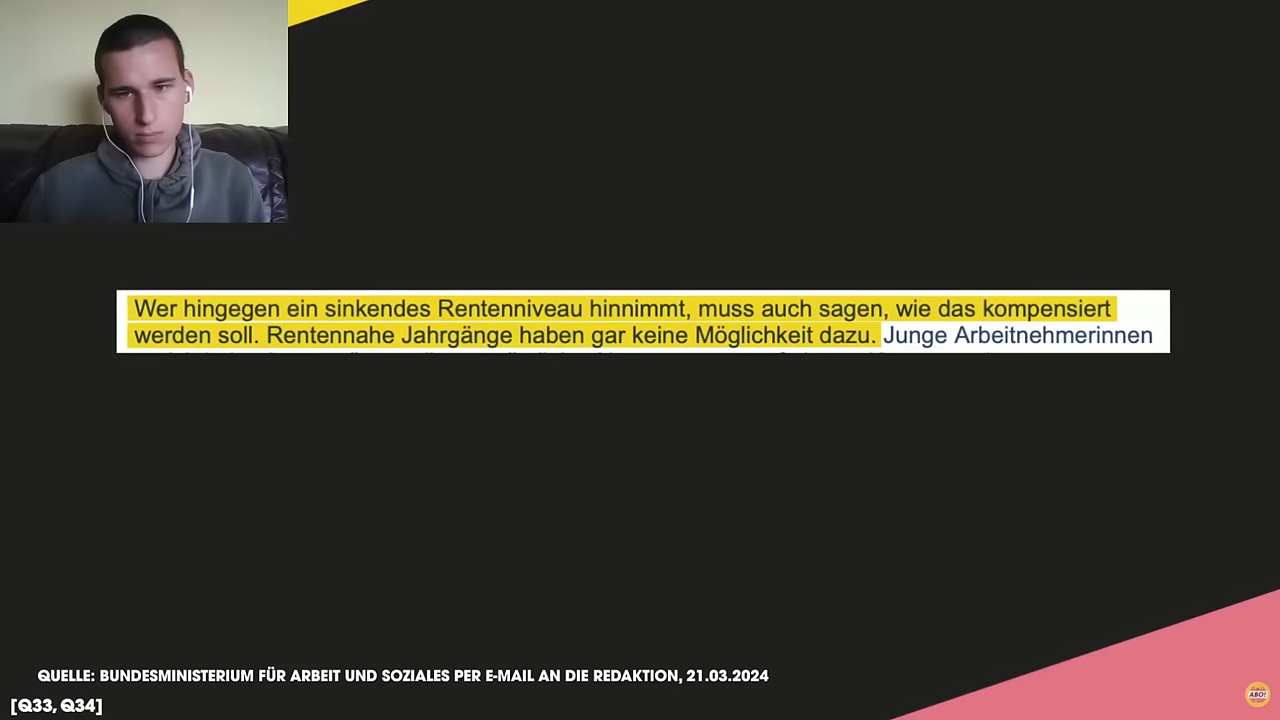 Wer hingegen ein sinkendes Rentenniveau hinnimmt, muss auch sagen, wie das kompensiert
werden soll. Rentennahe Jahrgänge haben gar keine Möglichkeit dazu. Junge Arbeitnehmerinnen
QUELLE: BUNDESMINISTERIUM FÜR ARBEIT UND SOZIALES PER E-MAIL AN DIE REDAKTION, 21.03.2024
[Q33, Q34]
ABO!